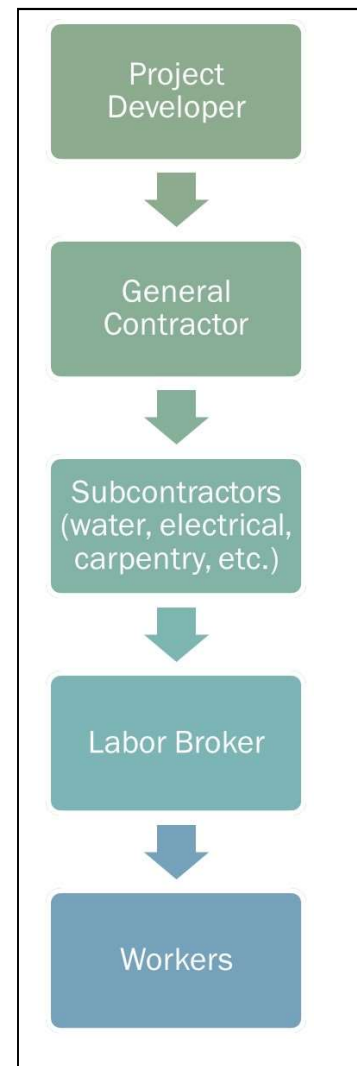 Project
Developer
General
Contractor
Subcontractors
(water, electrical,
carpentry, etc.)
Labor Broker
Workers